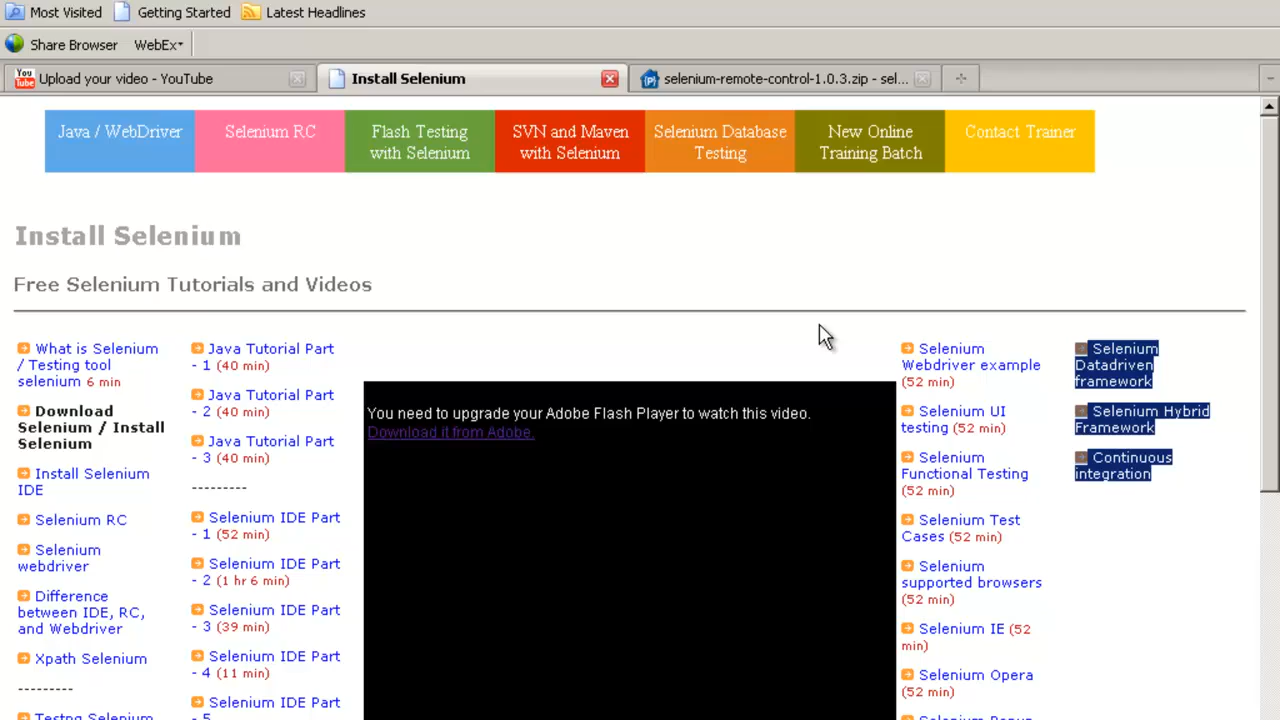 Most Visited Getting Started Latest Headlines
Share Browser WebEx
You Tube Upload your video - YouTube Install Selenium selenium-remote-control-1.0.3.zip - sel...
Java / WebDriver
Selenium RC
Flash Testing
with Selenium
SVN and Maven
with Selenium
Selenium Database
Testing
New Online
Training Batch
Contact Trainer
Install Selenium
Free Selenium Tutorials and Videos
What is Selenium
/ Testing tool
selenium 6 min
Download
Selenium / Install
Selenium
Install Selenium
IDE
Selenium RC
Selenium
webdriver
Difference
between IDE, RC,
and Webdriver
Xpath Selenium
---------
Testng Selenium
Java Tutorial Part
- 1 (40 min)
Java Tutorial Part
- 2 (40 min)
Java Tutorial Part
- 3 (40 min)
---------
Selenium IDE Part
- 1 (52 min)
Selenium IDE Part
- 2 (1 hr 6 min)
Selenium IDE Part
- 3 (39 min)
Selenium IDE Part
- 4 (11 min)
Selenium IDE Part
- 5
You need to upgrade your Adobe Flash Player to watch this video.
Download it from Adobe.
Selenium
Webdriver example
(52 min)
Selenium UI
testing (52 min)
Selenium
Functional Testing
(52 min)
Selenium Test
Cases (52 min)
Selenium
supported browsers
(52 min)
Selenium IE (52
min)
Selenium Opera
(52 min)
Selenium
Selenium
Datadriven
framework
Selenium Hybrid
Framework
Continuous
integration